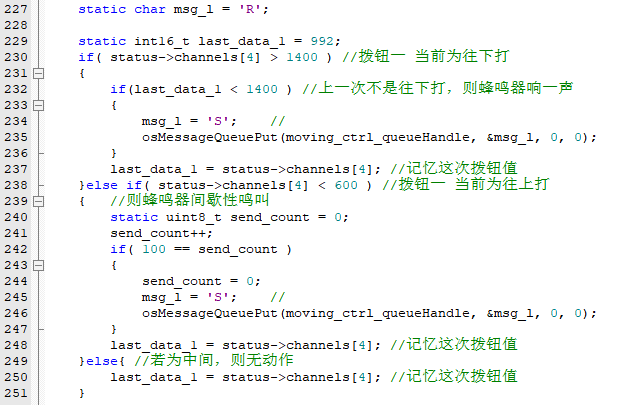 227 static char msg_l = 'R';
228
229 static int16_t last_data_l = 992;
230 if( status->channels[4] > 1400 ) //拨钮一 当前为往下打
231 {
232 if(last_data_l < 1400 ) //上一次不是往下打，则蜂鸣器响一声
233 {
234 msg_l = 'S'; //
235 osMessageQueuePut(moving_ctrl_queueHandle, &msg_l, 0, 0);
236 }
237 last_data_l = status->channels[4]; //记忆这次拨钮值
238 }else if( status->channels[4] < 600 ) //拨钮一 当前为往上打
239 { //则蜂鸣器间歇性鸣叫
240 static uint8_t send_count = 0;
241 send_count++;
242 if( 100 == send_count )
243 {
244 send_count = 0;
245 msg_l = 'S'; //
246 osMessageQueuePut(moving_ctrl_queueHandle, &msg_l, 0, 0);
247 }
248 last_data_l = status->channels[4]; //记忆这次拨钮值
249 }else{ //若为中间，则无动作
250 last_data_l = status->channels[4]; //记忆这次拨钮值
251 }